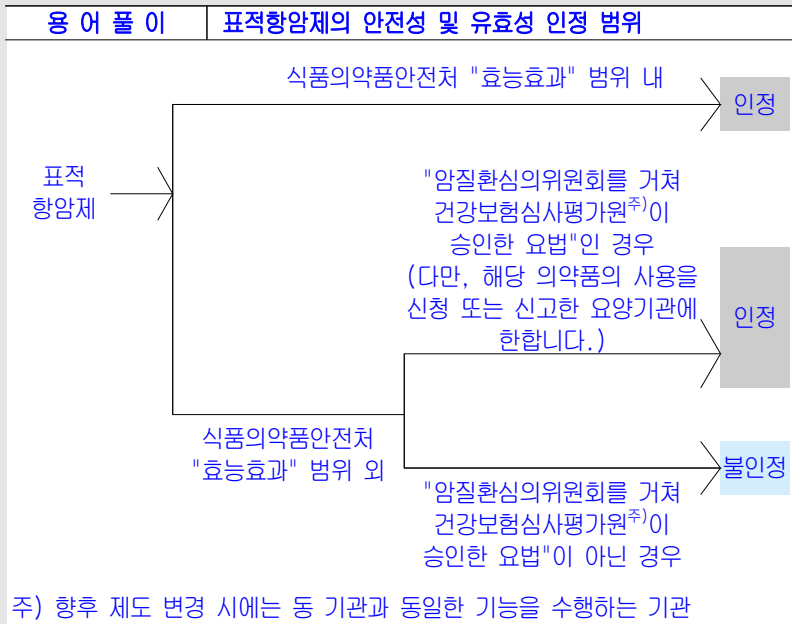 용 어 풀 이
표적항암제의 안전성 및 유효성 인정 범위
식품의약품안전처 "효능효과" 범위 내
인정
표적
항암제
"암질환심의위원회를 거쳐
건강보험심사평가원주)이
승인한 요법"인 경우
(다만, 해당 의약품의 사용을
신청 또는 신고한 요양기관에
한합니다.)
인정
식품의약품안전처
"효능효과" 범위 외
불인정
"암질환심의위원회를 거쳐
건강보험심사평가원주)이
승인한 요법"이 아닌 경우
주) 향후 제도 변경 시에는 동 기관과 동일한 기능을 수행하는 기관